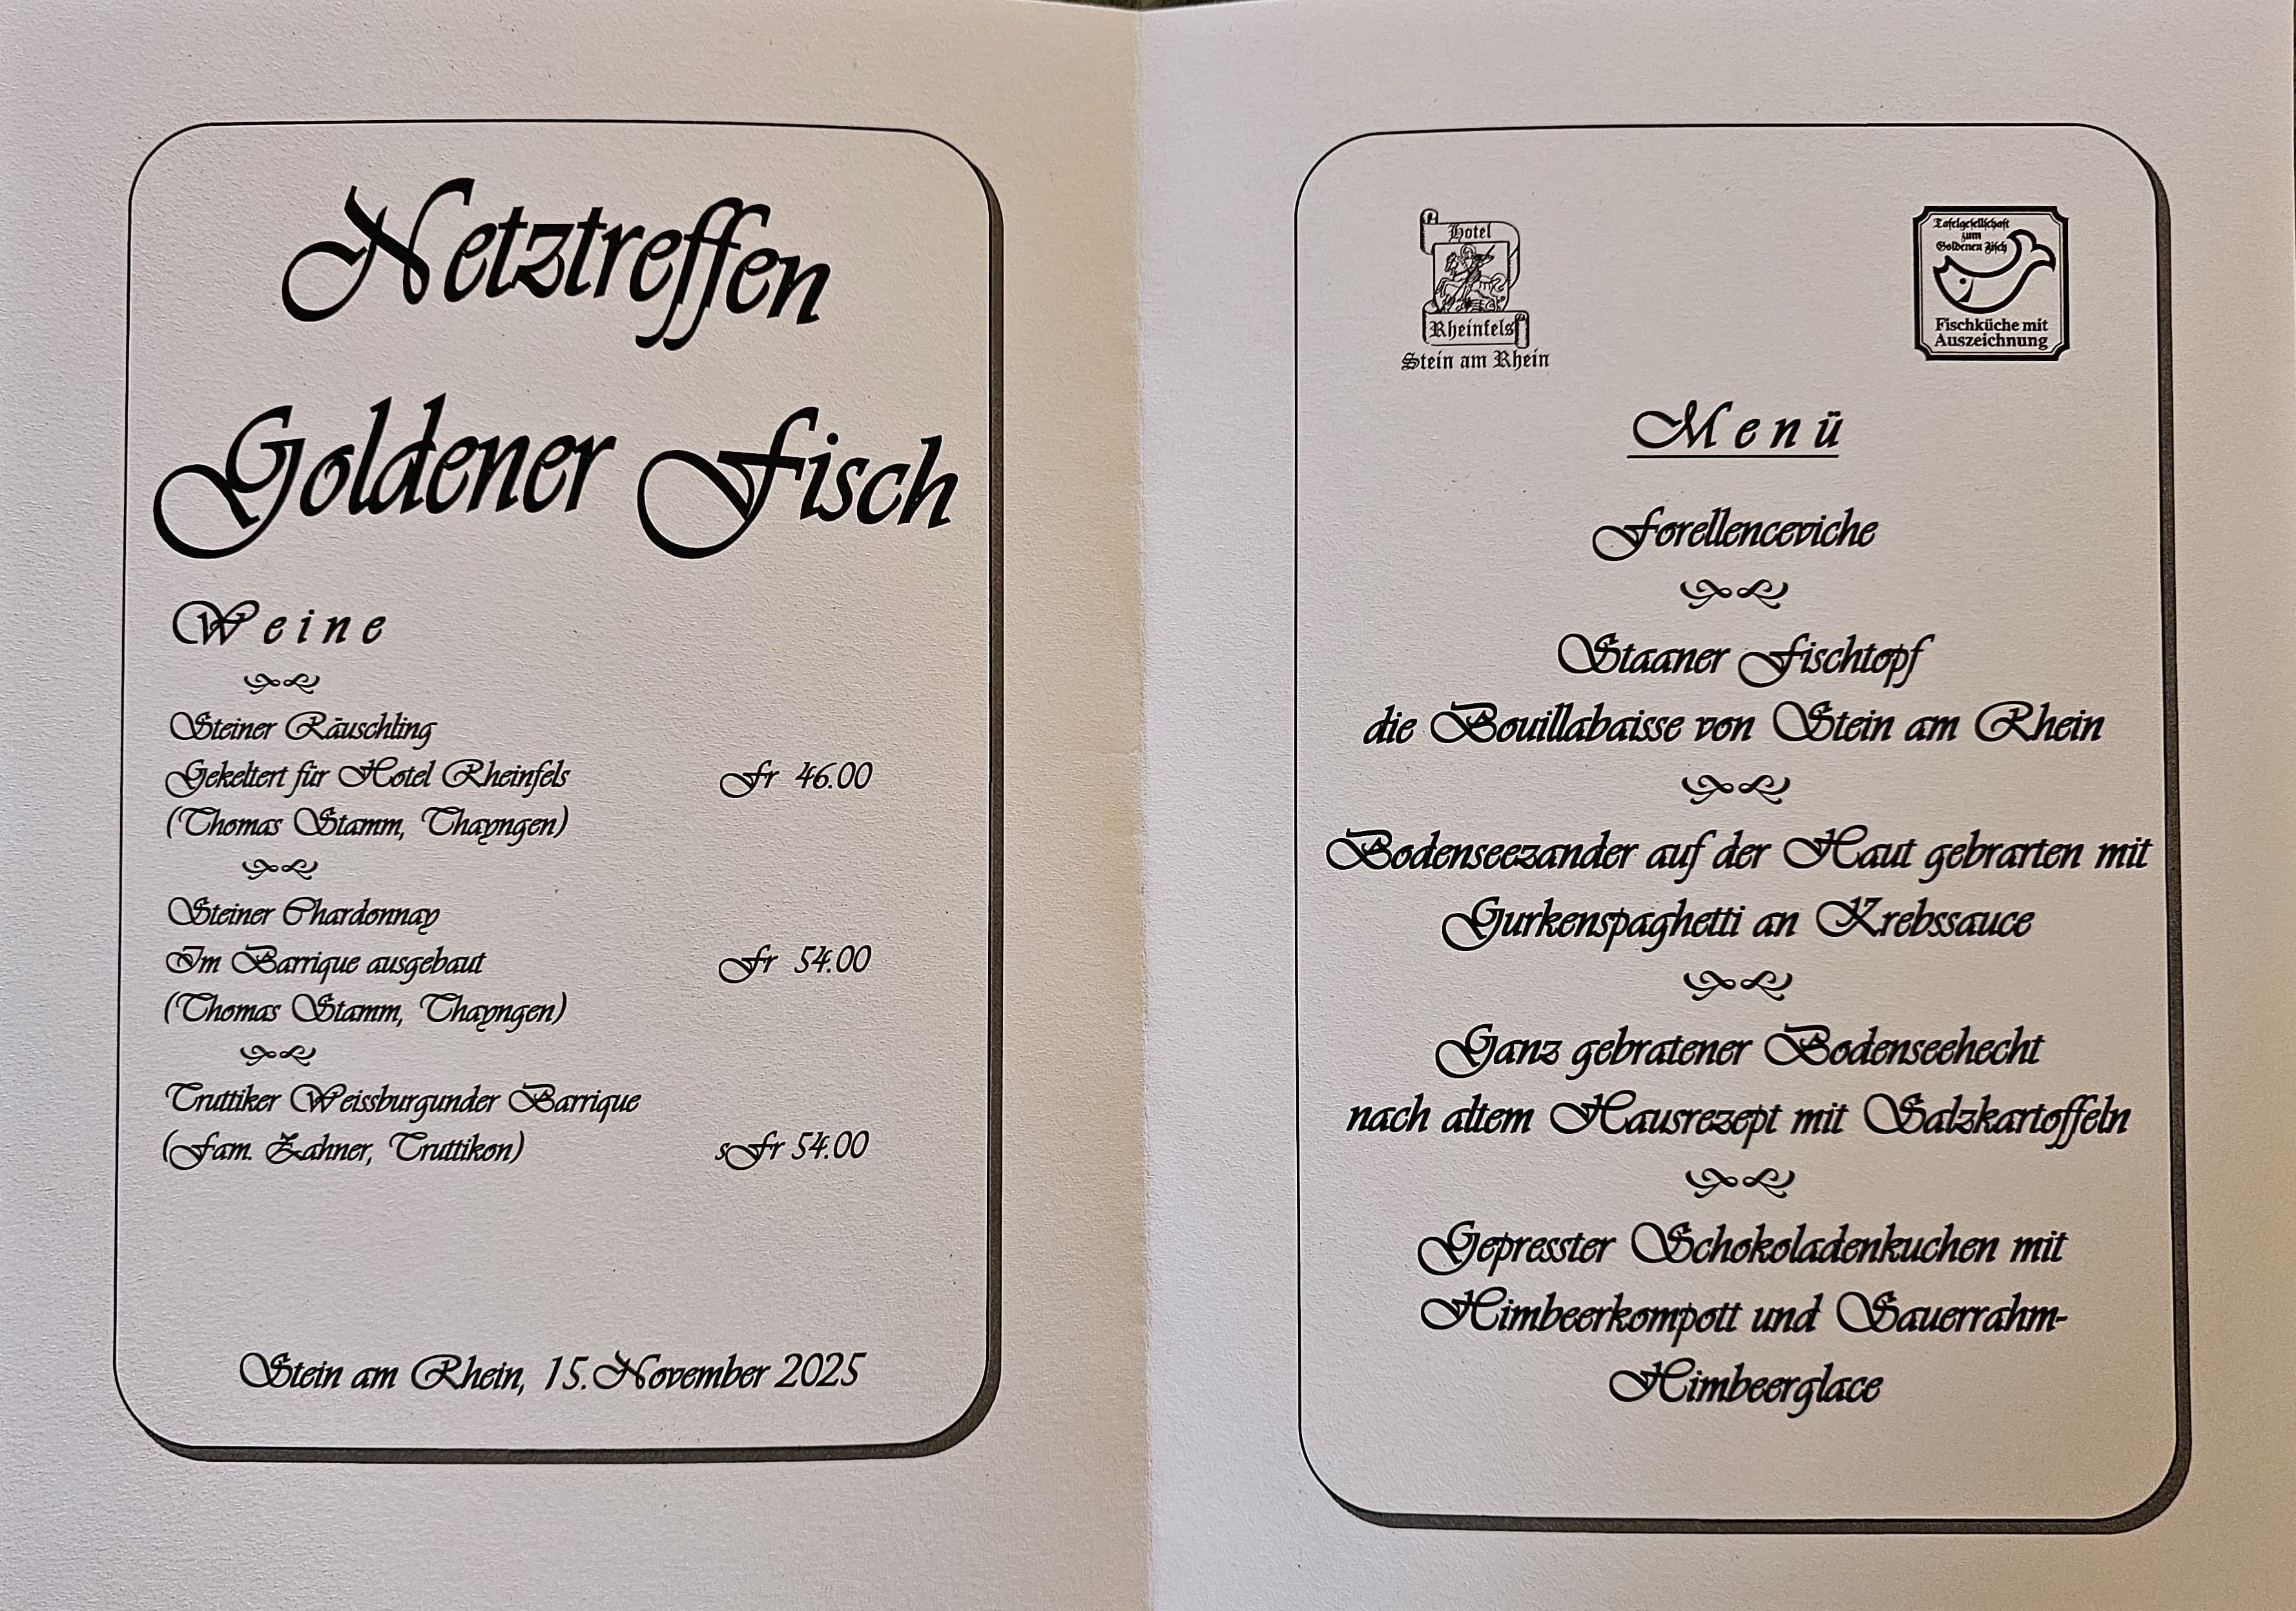 Netztreffen
Goldener Fisch
Weine
Steiner Räuschling
Gekeltert für Hotel Rheinfels Fr 46.00
(Thomas Stamm, Thayngen)
Steiner Chardonnay
Im Barrique ausgebaut Fr 54.00
(Thomas Stamm, Thayngen)
Truttiker Weissburgunder Barrique
(Fam. Zahner, Truttikon) sFr 54.00
Stein am Rhein, 15.November 2025
Hotel
Rheinfels
Stein am Rhein
Tafelgesellschaft
zum
Goldenen Fisch
Fischküche mit
Auszeichnung
Menü
Forellenceviche
Staaner Fischtopf
die Bouillabaisse von Stein am Rhein
Bodenseezander auf der Haut gebrarten mit
Gurkenspaghetti an Krebssauce
Ganz gebratener Bodenseehecht
nach altem Hausrezept mit Salzkartoffeln
Gepresster Schokoladenkuchen mit
Himbeerkompott und Sauerrahm-
Himbeerglace